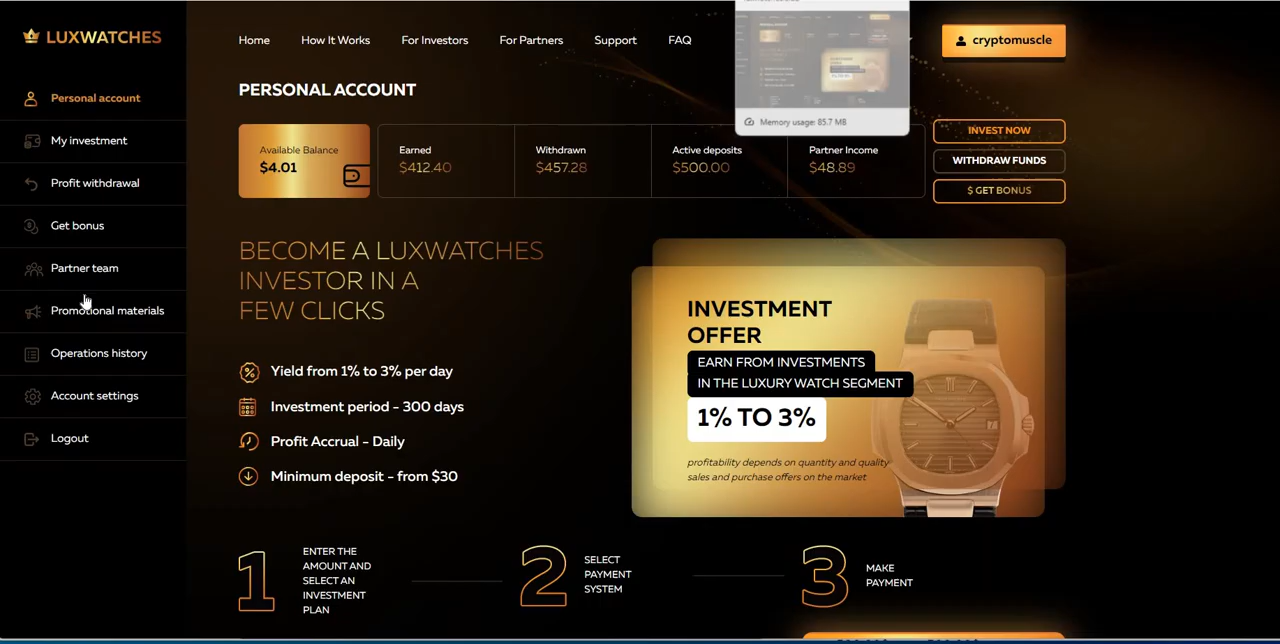 LUXWATCHES
Home How It Works For Investors For Partners Support FAQ
cryptomuscle
Memory usage: 85.7 MB
Personal account
My investment
Profit withdrawal
Get bonus
Partner team
Promotional materials
Operations history
Account settings
Logout
PERSONAL ACCOUNT
Available Balance
$4.01
Earned
$412.40
Withdrawn
$457.28
Active deposits
$500.00
Partner Income
$48.89
INVEST NOW
WITHDRAW FUNDS
$ GET BONUS
BECOME A LUXWATCHES
INVESTOR IN A
FEW CLICKS
Yield from 1% to 3% per day
Investment period - 300 days
Profit Accrual - Daily
Minimum deposit - from $30
INVESTMENT
OFFER
EARN FROM INVESTMENTS
IN THE LUXURY WATCH SEGMENT
1% TO 3%
profitability depends on quantity and quality
sales and purchase offers on the market
1
ENTER THE
AMOUNT AND
SELECT AN
INVESTMENT
PLAN
2
SELECT
PAYMENT
SYSTEM
3
MAKE
PAYMENT